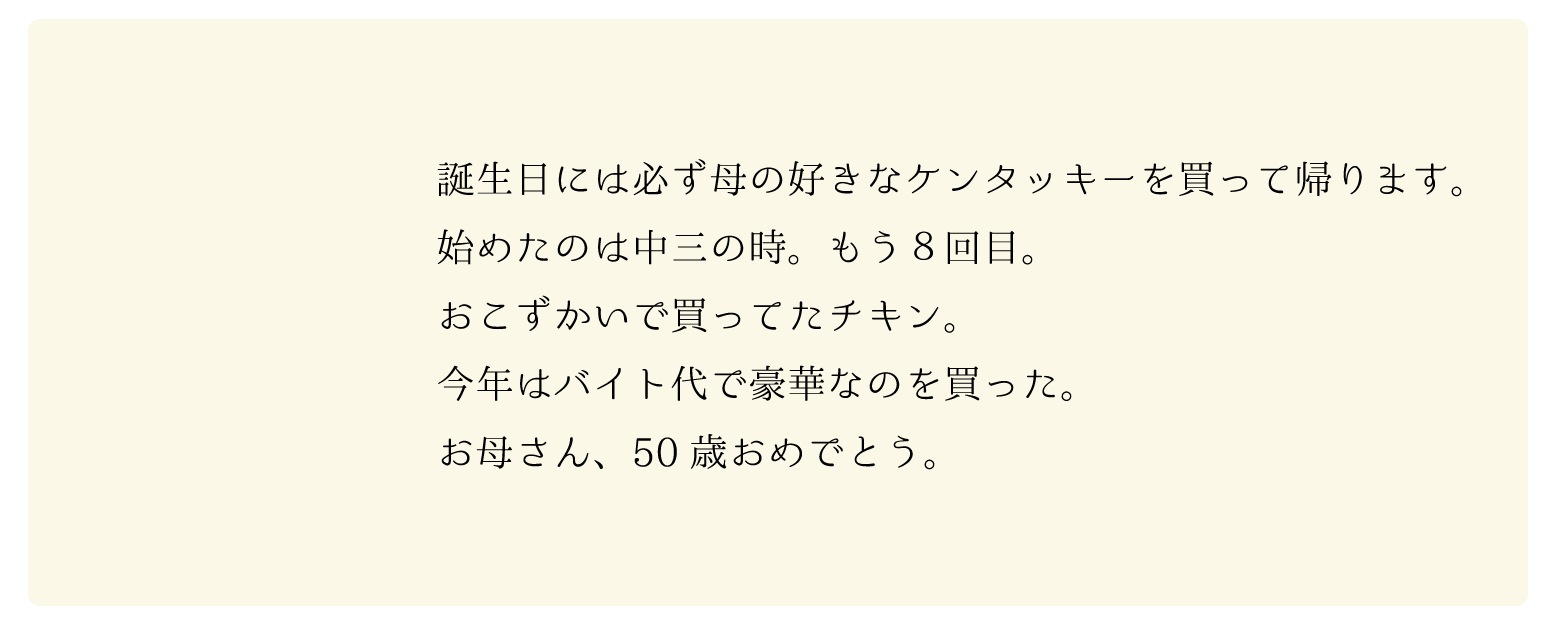 誕生日には必ず母の好きなケンタッキーを買って帰ります。
始めたのは中三の時。もう８回目。
おこずかいで買ってたチキン。
今年はバイト代で豪華なのを買った。
お母さん、50 歳おめでとう。